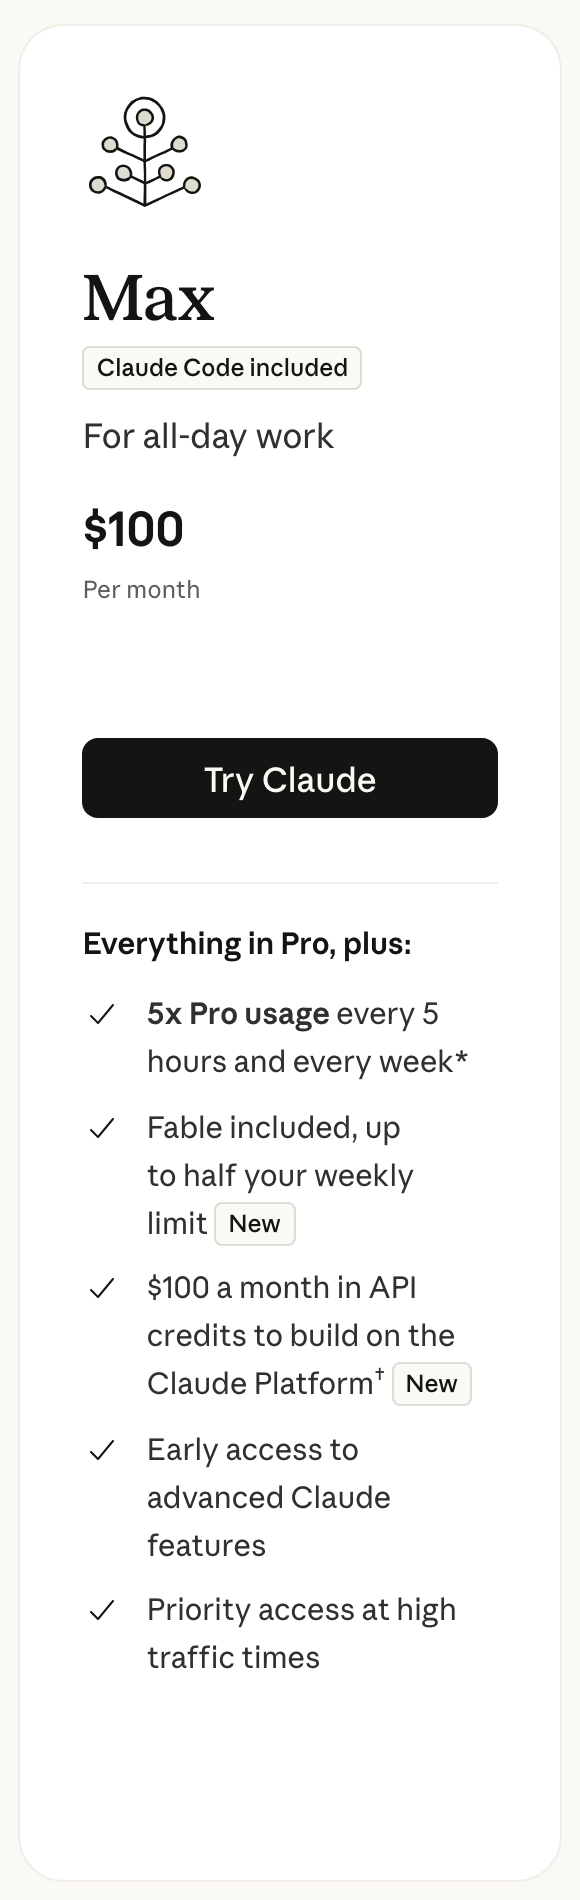 Max
Claude Code included
For all-day work
$100
Per month
Try Claude
Everything in Pro, plus:
5x Pro usage every 5
hours and every week*
Fable included, up
to half your weekly
limit New
$100 a month in API
credits to build on the
Claude Platform† New
Early access to
advanced Claude
features
Priority access at high
traffic times